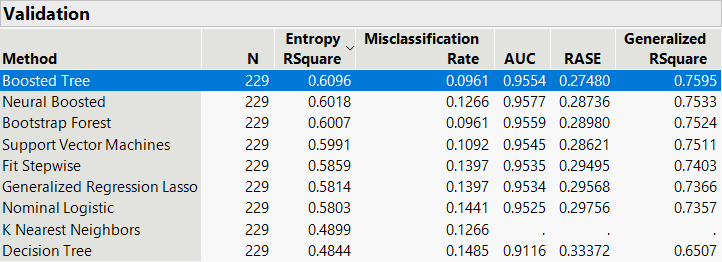 Validation
Entropy Misclassification Generalized
Method N RSquare Rate AUC RASE RSquare
Boosted Tree 229 0.6096 0.0961 0.9554 0.27480 0.7595
Neural Boosted 229 0.6018 0.1266 0.9577 0.28736 0.7533
Bootstrap Forest 229 0.6007 0.0961 0.9559 0.28980 0.7524
Support Vector Machines 229 0.5991 0.1092 0.9545 0.28621 0.7511
Fit Stepwise 229 0.5859 0.1397 0.9535 0.29495 0.7403
Generalized Regression Lasso 229 0.5814 0.1397 0.9534 0.29568 0.7366
Nominal Logistic 229 0.5803 0.1441 0.9525 0.29756 0.7357
K Nearest Neighbors 229 0.4899 0.1266 . . .
Decision Tree 229 0.4844 0.1485 0.9116 0.33372 0.6507